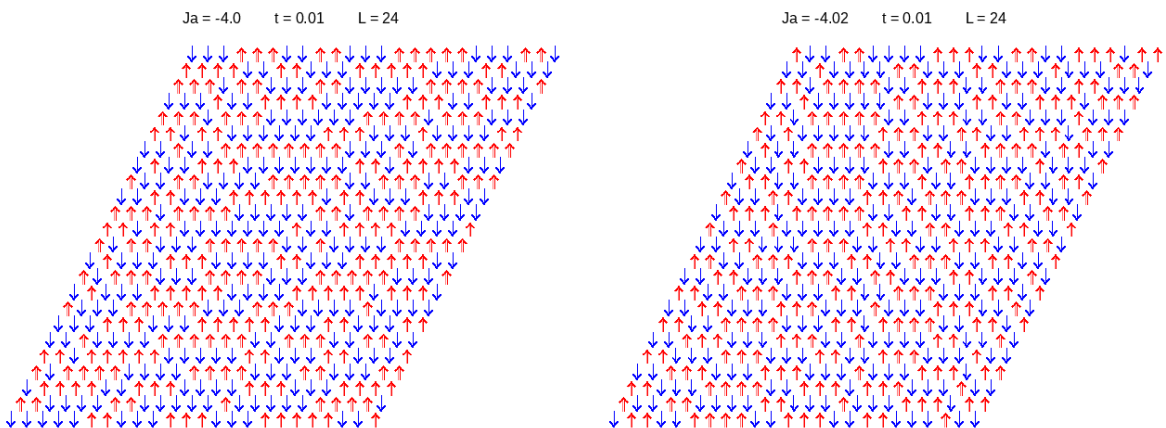 Ja = -4.0 t = 0.01 L = 24
Ja = -4.02 t = 0.01 L = 24